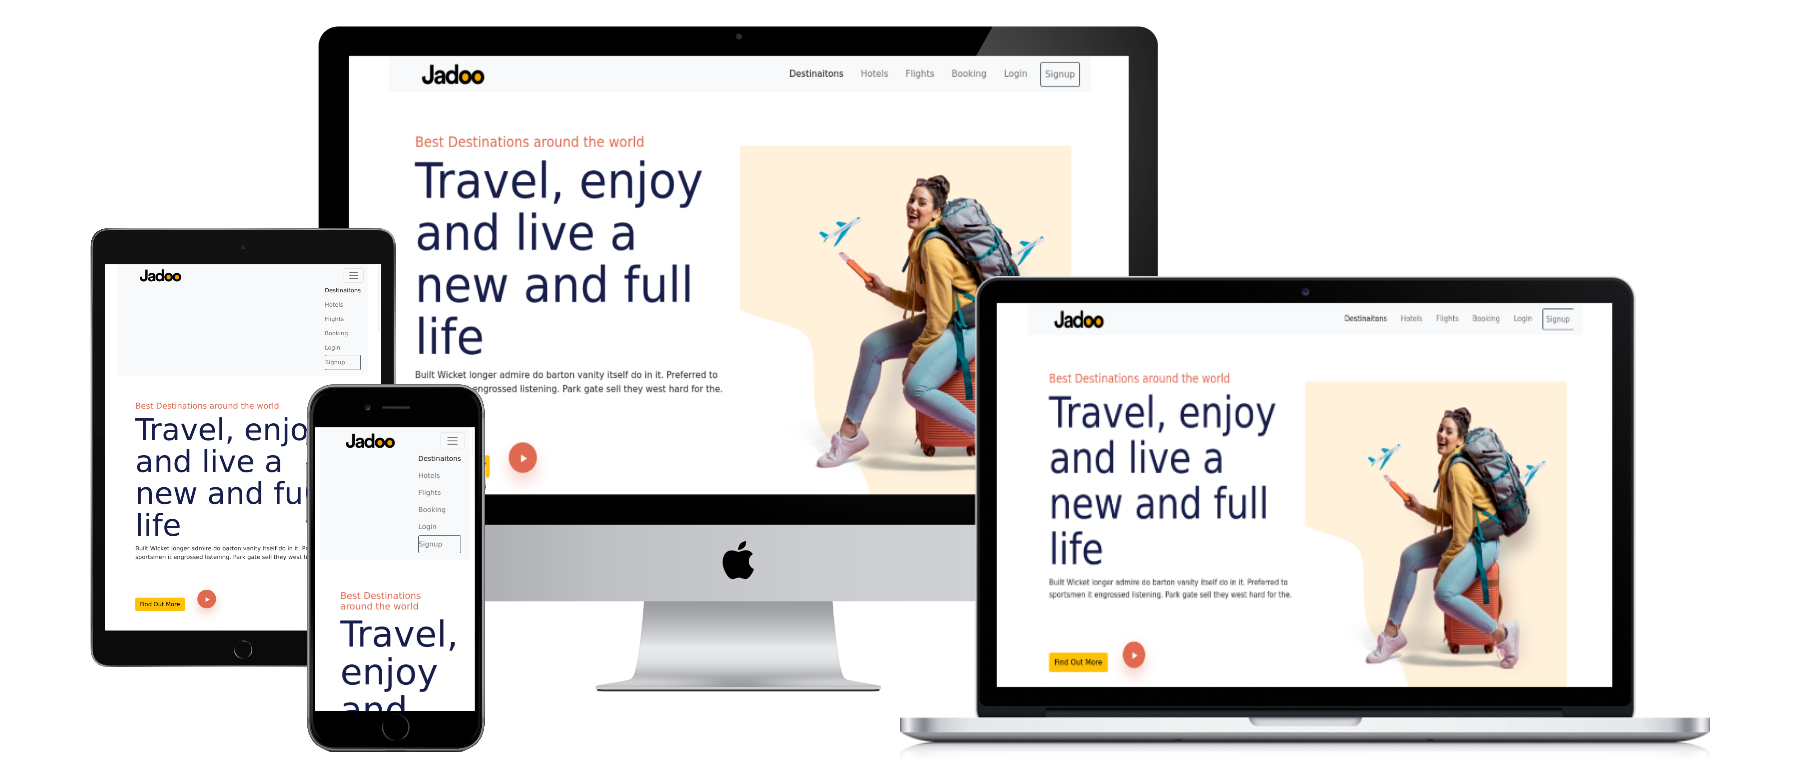 Jadoo
Destinaitons Hotels Flights Booking Login Signup
Best Destinations around the world
Travel, enjoy
and live a
new and full
life
Built Wicket longer admire do barton vanity itself do in it. Preferred to
engrossed listening. Park gate sell they west hard for the.
Jadoo
Destinaitons
Hotels
Flights
Booking
Login
Signup
Best Destinations around the world
Travel, enjo
and live a
new and fu
life
Built Wicket longer admire do barton vanity itself do in it.
sportsmen it engrossed listening. Park gate sell they west
Find Out More
Jadoo
Destinaitons
Hotels
Flights
Booking
Login
Signup
Best Destinations
around the world
Travel,
enjoy
and
Jadoo
Destinaitons Hotels Flights Booking Login Signup
Best Destinations around the world
Travel, enjoy
and live a
new and full
life
Built Wicket longer admire do barton vanity itself do in it. Preferred to
sportsmen it engrossed listening. Park gate sell they west hard for the.
Find Out More